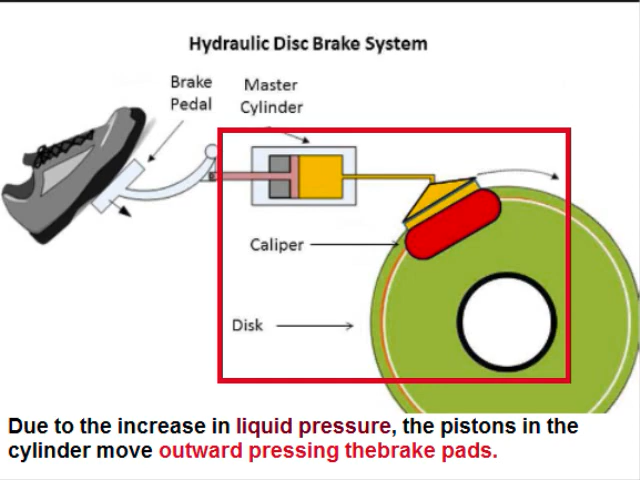 Hydraulic Disc Brake System
Brake
Pedal
Master
Cylinder
Caliper
Disk
Due to the increase in liquid pressure, the pistons in the
cylinder move outward pressing thebrake pads.